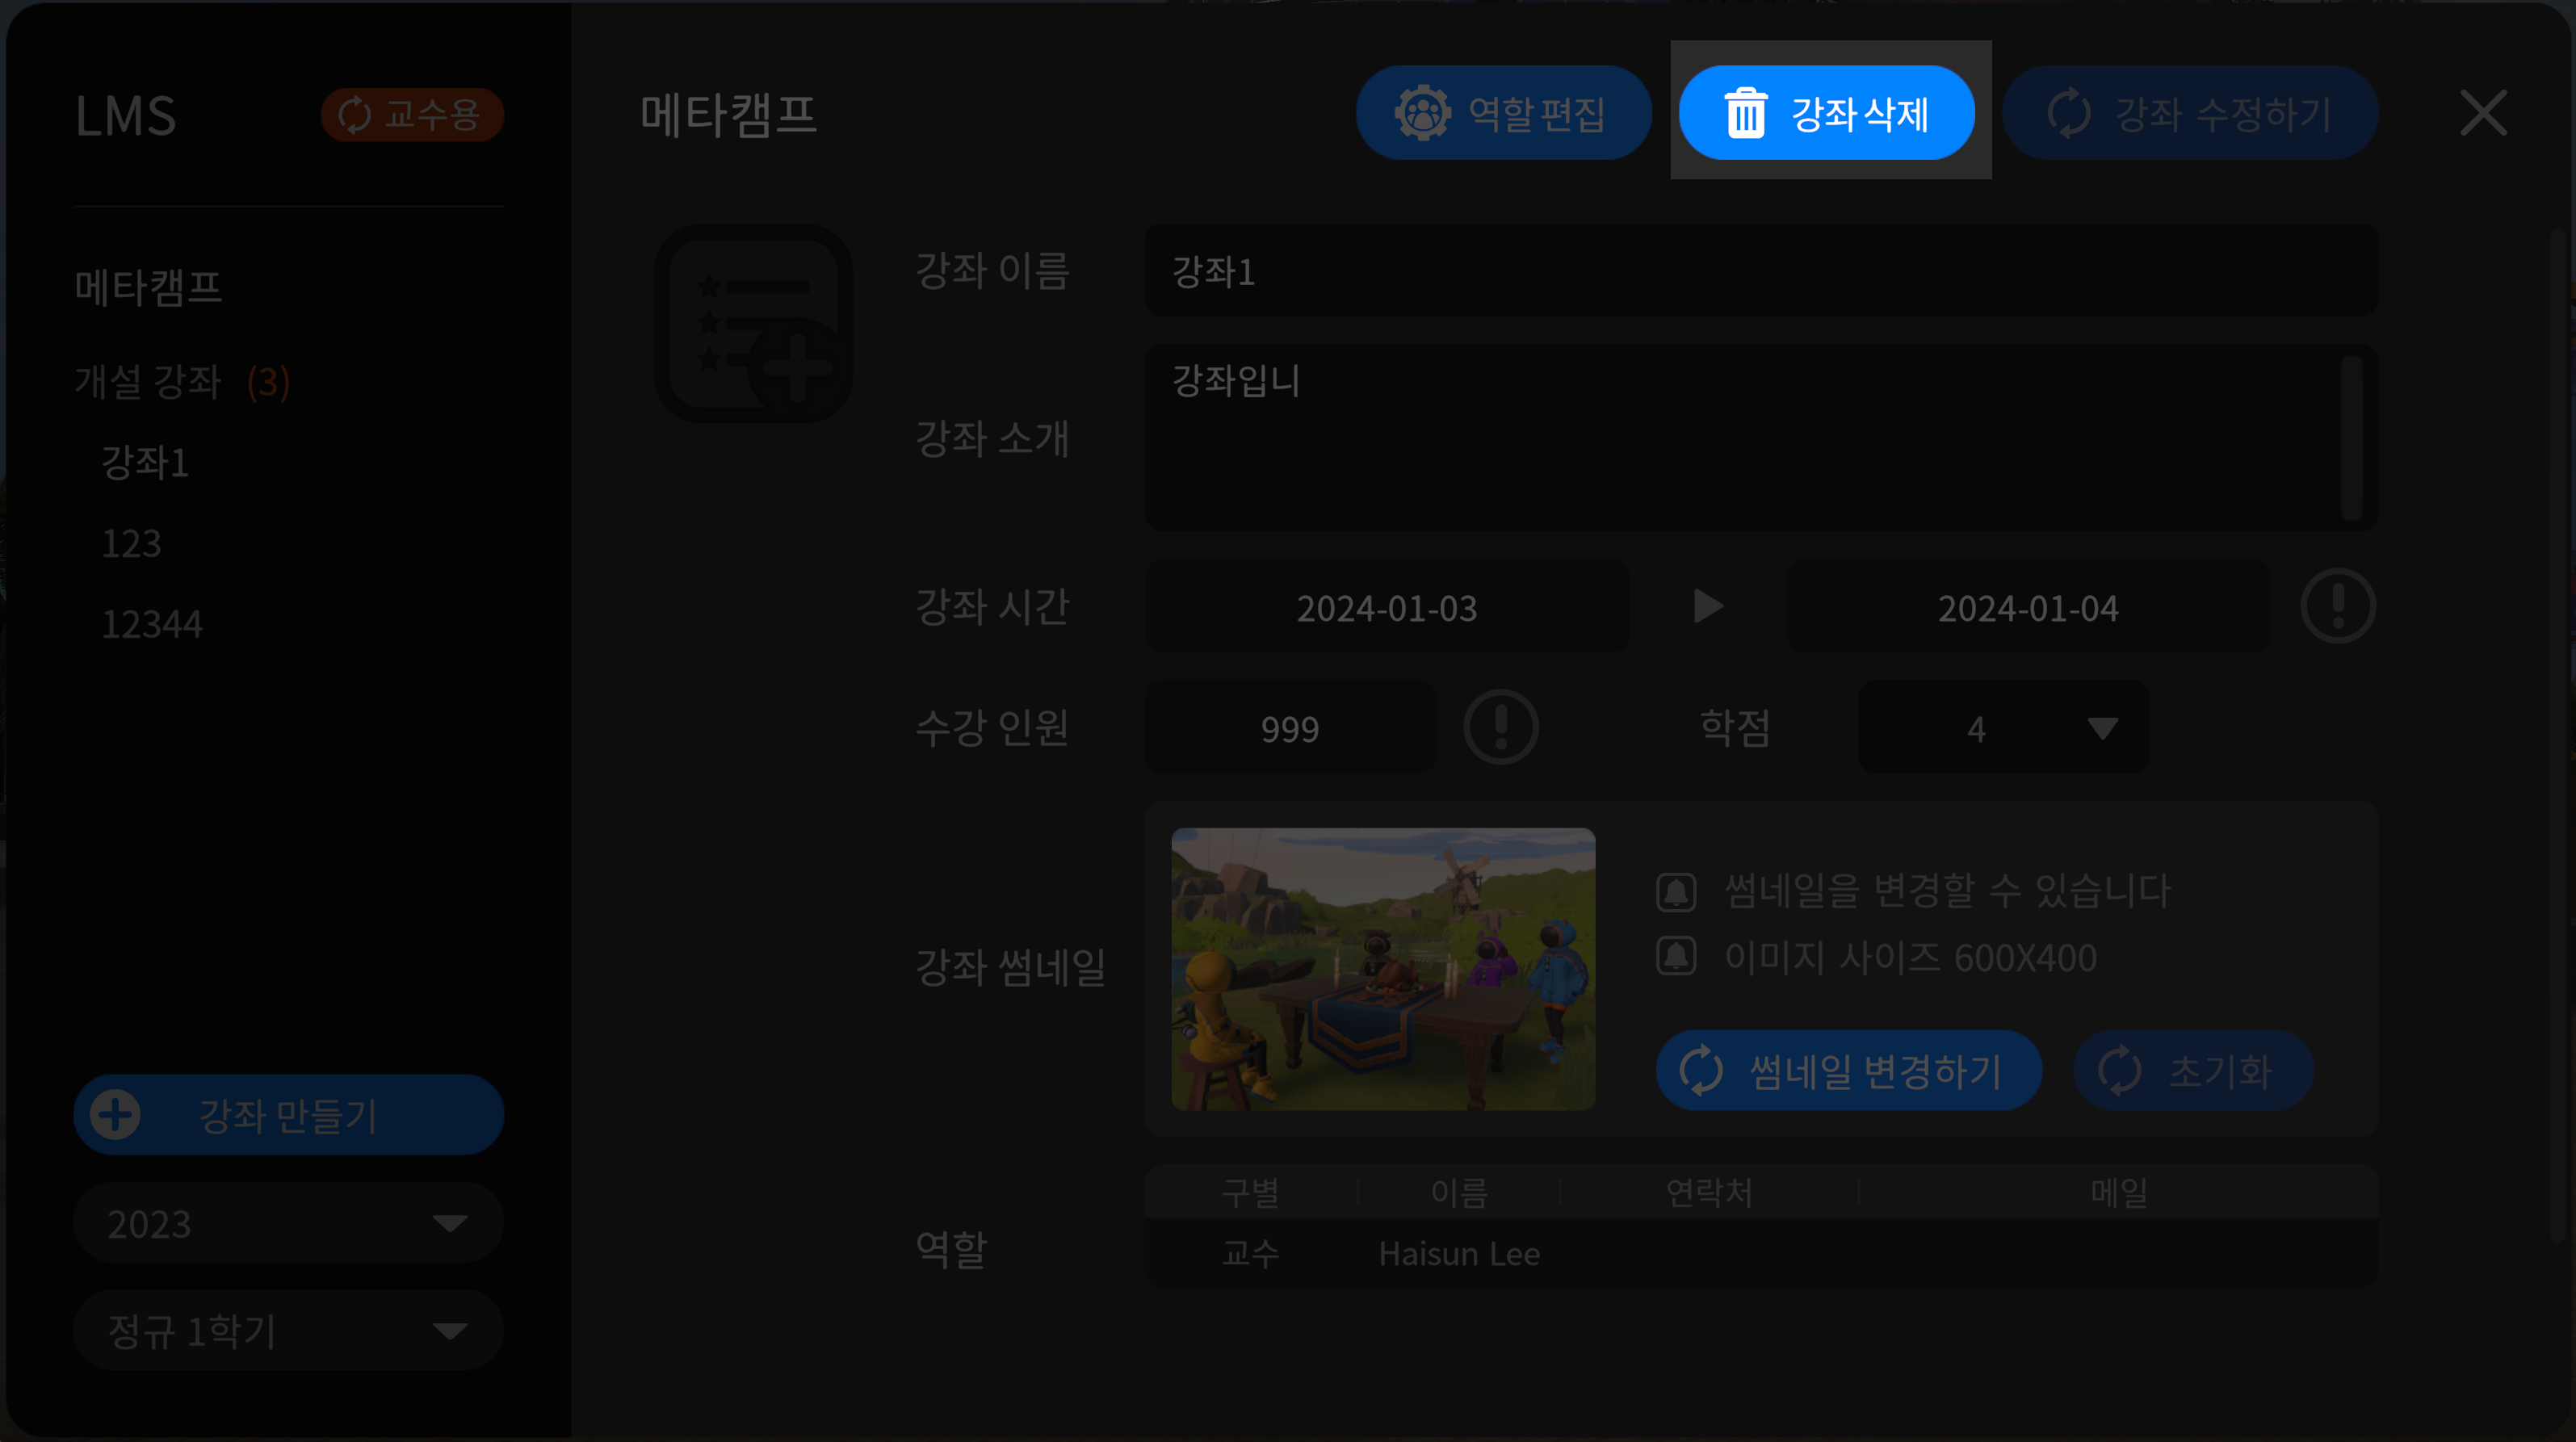 LMS
교수용
메타캠프
개설 강좌 (3)
강좌1
123
12344
강좌 만들기
2023
정규 1학기
메타캠프
역할 편집
강좌 삭제
강좌 수정하기
강좌 이름
강좌1
강좌 소개
강좌입니
강좌 시간
2024-01-03
2024-01-04
수강 인원
999
학점
4
강좌 썸네일
썸네일을 변경할 수 있습니다
이미지 사이즈 600X400
썸네일 변경하기
초기화
역할
구별 이름 연락처 메일
교수 Haisun Lee